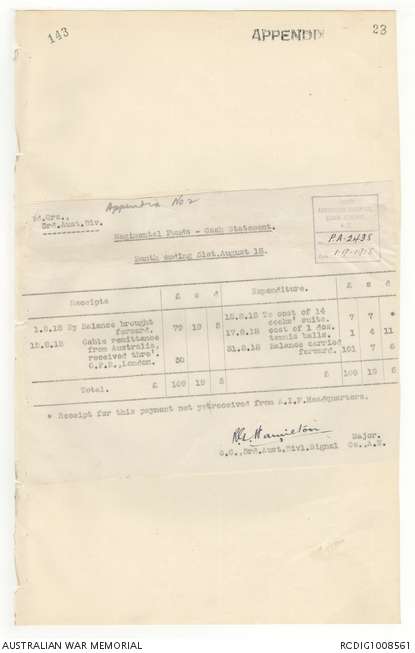 143
APPENDIX
23
Appendix No 2
Hd.Qrs.,
3rd.Aust.Div.
Regimental Funds - Cash Statement.
Month ending 31st.August 18.
P.A.2435
Receipts £ s d Expenditure. £ s d
1.8.18 By Balance brought forward. 79 19 5
15.8.18 Cable remittance from Australia, received thro' O.P.S., London. 30
15.8.18 To cost of 14 cooks' suits. 7 7 *
17.8.18 cost of 1 doz. tennis balls. 1 4 11
31.8.18 Balance carried forward. 101 7 6
Total. £ 109 19 5 £ 109 19 5
* Receipt for this payment not yet received from A.I.F.Headquarters.
Major.
O.C.,3rd.Aust.Divl.Signal Co.,A.E.
AUSTRALIAN WAR MEMORIAL
RCDIG1008561